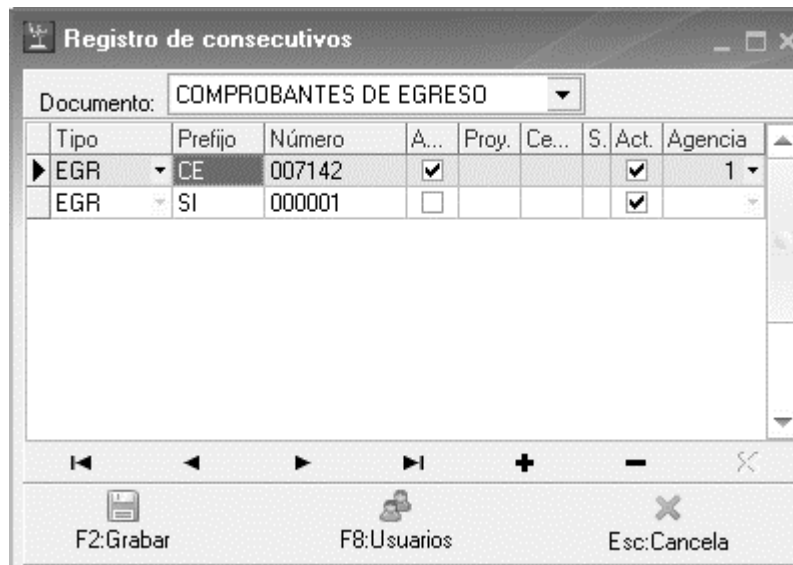 Registro de consecutivos
Documento: COMPROBANTES DE EGRESO
Tipo Prefijo Número A... Proy. Ce... S. Act. Agencia
EGR CE 007142 1
EGR SI 000001
F2:Grabar F8:Usuarios Esc:Cancela